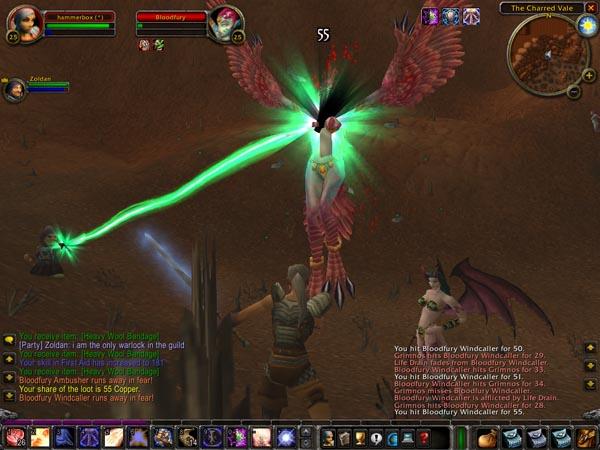 hammerbox (*)
Bloodfury
25
25
55
The Charred Vale
Zoldan
You receive item: [Heavy Wool Bandage]
[Party] Zoldan: i am the only warlock in the guild
You receive item: [Heavy Wool Bandage]
Your skill in First Aid has increased to 181
You receive item: [Heavy Wool Bandage]
Bloodfury Ambusher runs away in fear!
Your share of the loot is 55 Copper.
Bloodfury Windcaller runs away in fear!
You hit Bloodfury Windcaller for 50.
Grimnos hits Bloodfury Windcaller for 29.
Life Drain fades from Bloodfury Windcaller.
Bloodfury Windcaller hits Grimnos for 33.
You hit Bloodfury Windcaller for 51.
Bloodfury Windcaller hits Grimnos for 34.
Grimnos misses Bloodfury Windcaller.
Bloodfury Windcaller is afflicted by Life Drain.
Grimnos hits Bloodfury Windcaller for 28.
You hit Bloodfury Windcaller for 55.
26